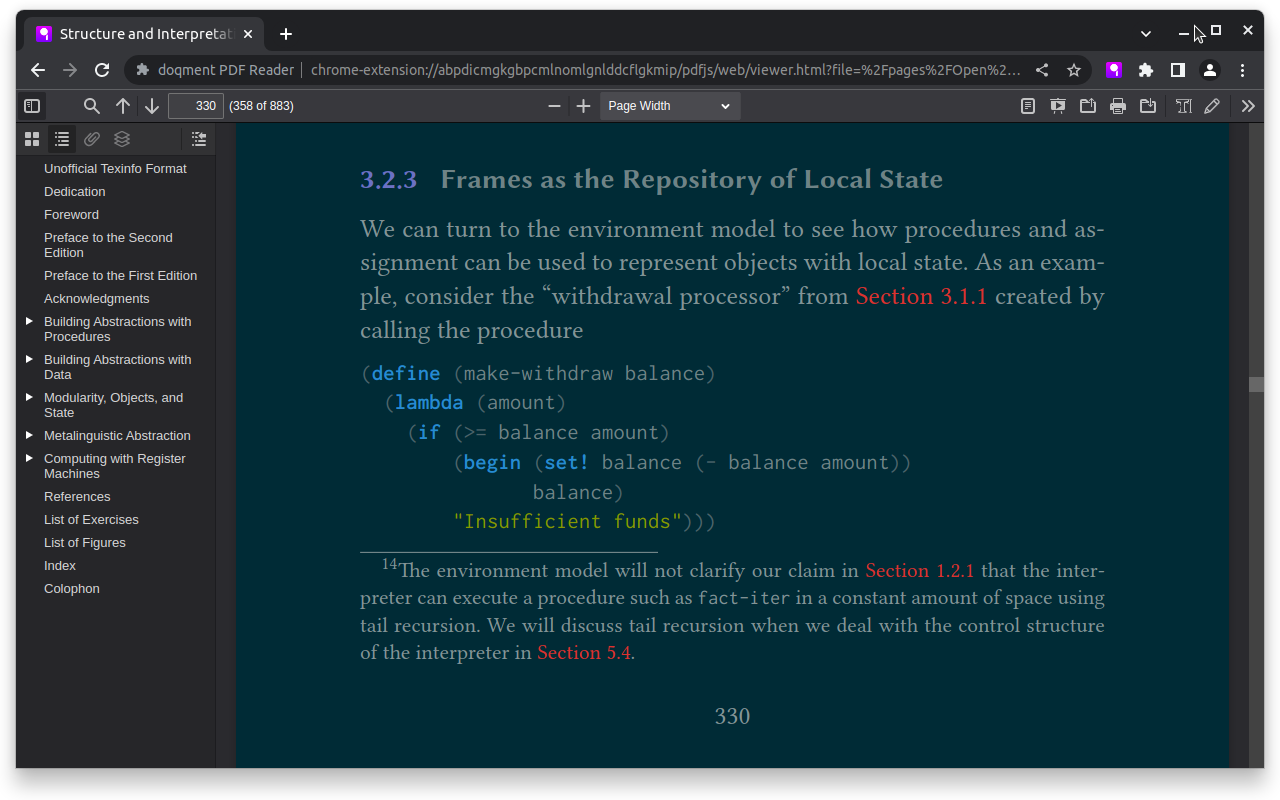 Structure and Interpretat
doqment PDF Reader
chrome-extension://abpdicmgkgbpcmlnomlgnlddcflgkmip/pdfjs/web/viewer.html?file=%2Fpages%2FOpen%2...
330 (358 of 883)
Page Width
Unofficial Texinfo Format
Dedication
Foreword
Preface to the Second
Edition
Preface to the First Edition
Acknowledgments
Building Abstractions with
Procedures
Building Abstractions with
Data
Modularity, Objects, and
State
Metalinguistic Abstraction
Computing with Register
Machines
References
List of Exercises
List of Figures
Index
Colophon
3.2.3 Frames as the Repository of Local State
We can turn to the environment model to see how procedures and as-
signment can be used to represent objects with local state. As an exam-
ple, consider the “withdrawal processor” from Section 3.1.1 created by
calling the procedure
(define (make-withdraw balance)
(lambda (amount)
(if (>= balance amount)
(begin (set! balance (- balance amount))
balance)
"Insufficient funds")))
14The environment model will not clarify our claim in Section 1.2.1 that the inter-
preter can execute a procedure such as fact-iter in a constant amount of space using
tail recursion. We will discuss tail recursion when we deal with the control structure
of the interpreter in Section 5.4.
330